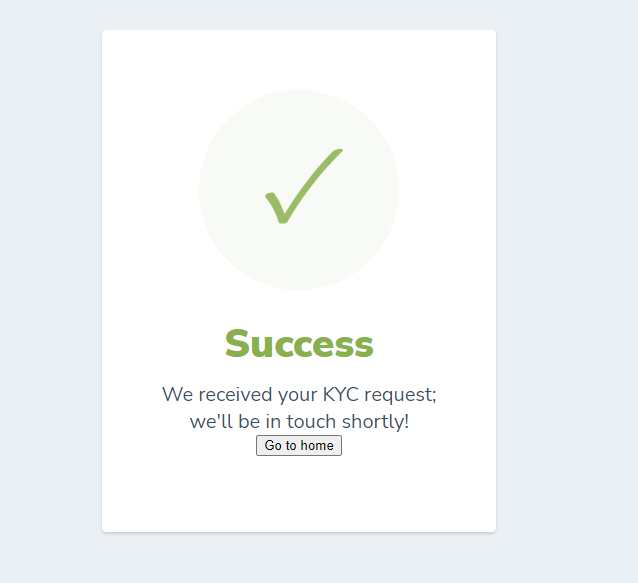 ✓
Success
We received your KYC request;
we'll be in touch shortly!
Go to home